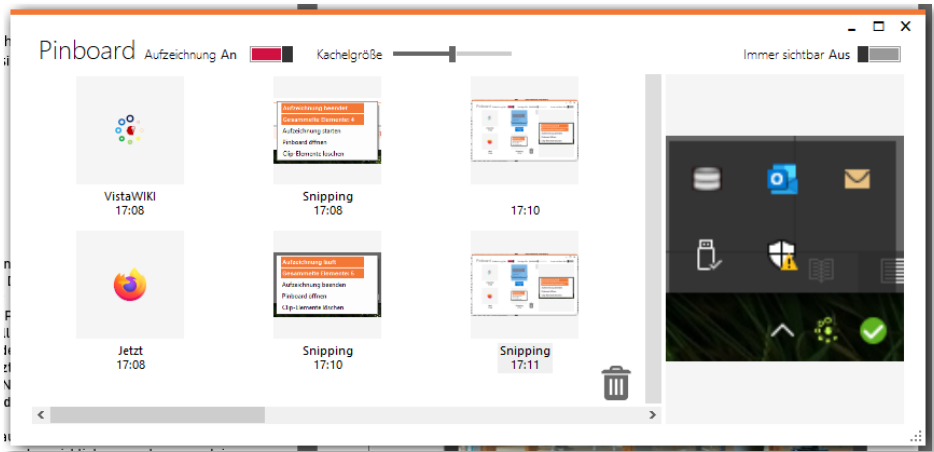 Pinboard Aufzeichnung An Kachelgröße Immer sichtbar Aus
Aufzeichnung beendet
Gesammelte Elemente: 4
Aufzeichnung starten
Pinboard öffnen
Clip-Elemente löschen
VistaWIKI
17:08
Snipping
17:08
17:10
Aufzeichnung läuft
Gesammelte Elemente: 5
Aufzeichnung beenden
Pinboard öffnen
Clip-Elemente löschen
Jetzt
17:08
Snipping
17:10
Snipping
17:11